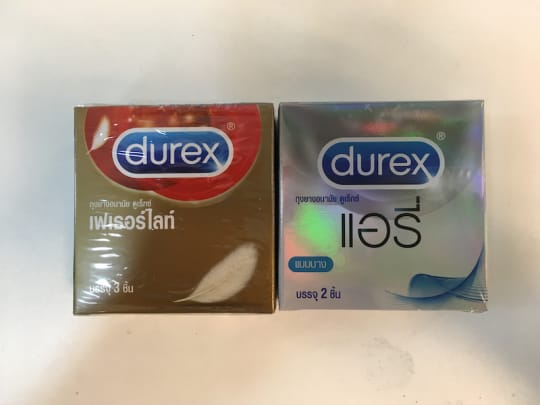 durex®
ถุงยางอนามัย ดูเร็กซ์
เฟเธอร์ไลท์
บรรจุ 3 ชิ้น
durex®
ถุงยางอนามัย ดูเร็กซ์
แอรี่
แบบบาง
บรรจุ 2 ชิ้น